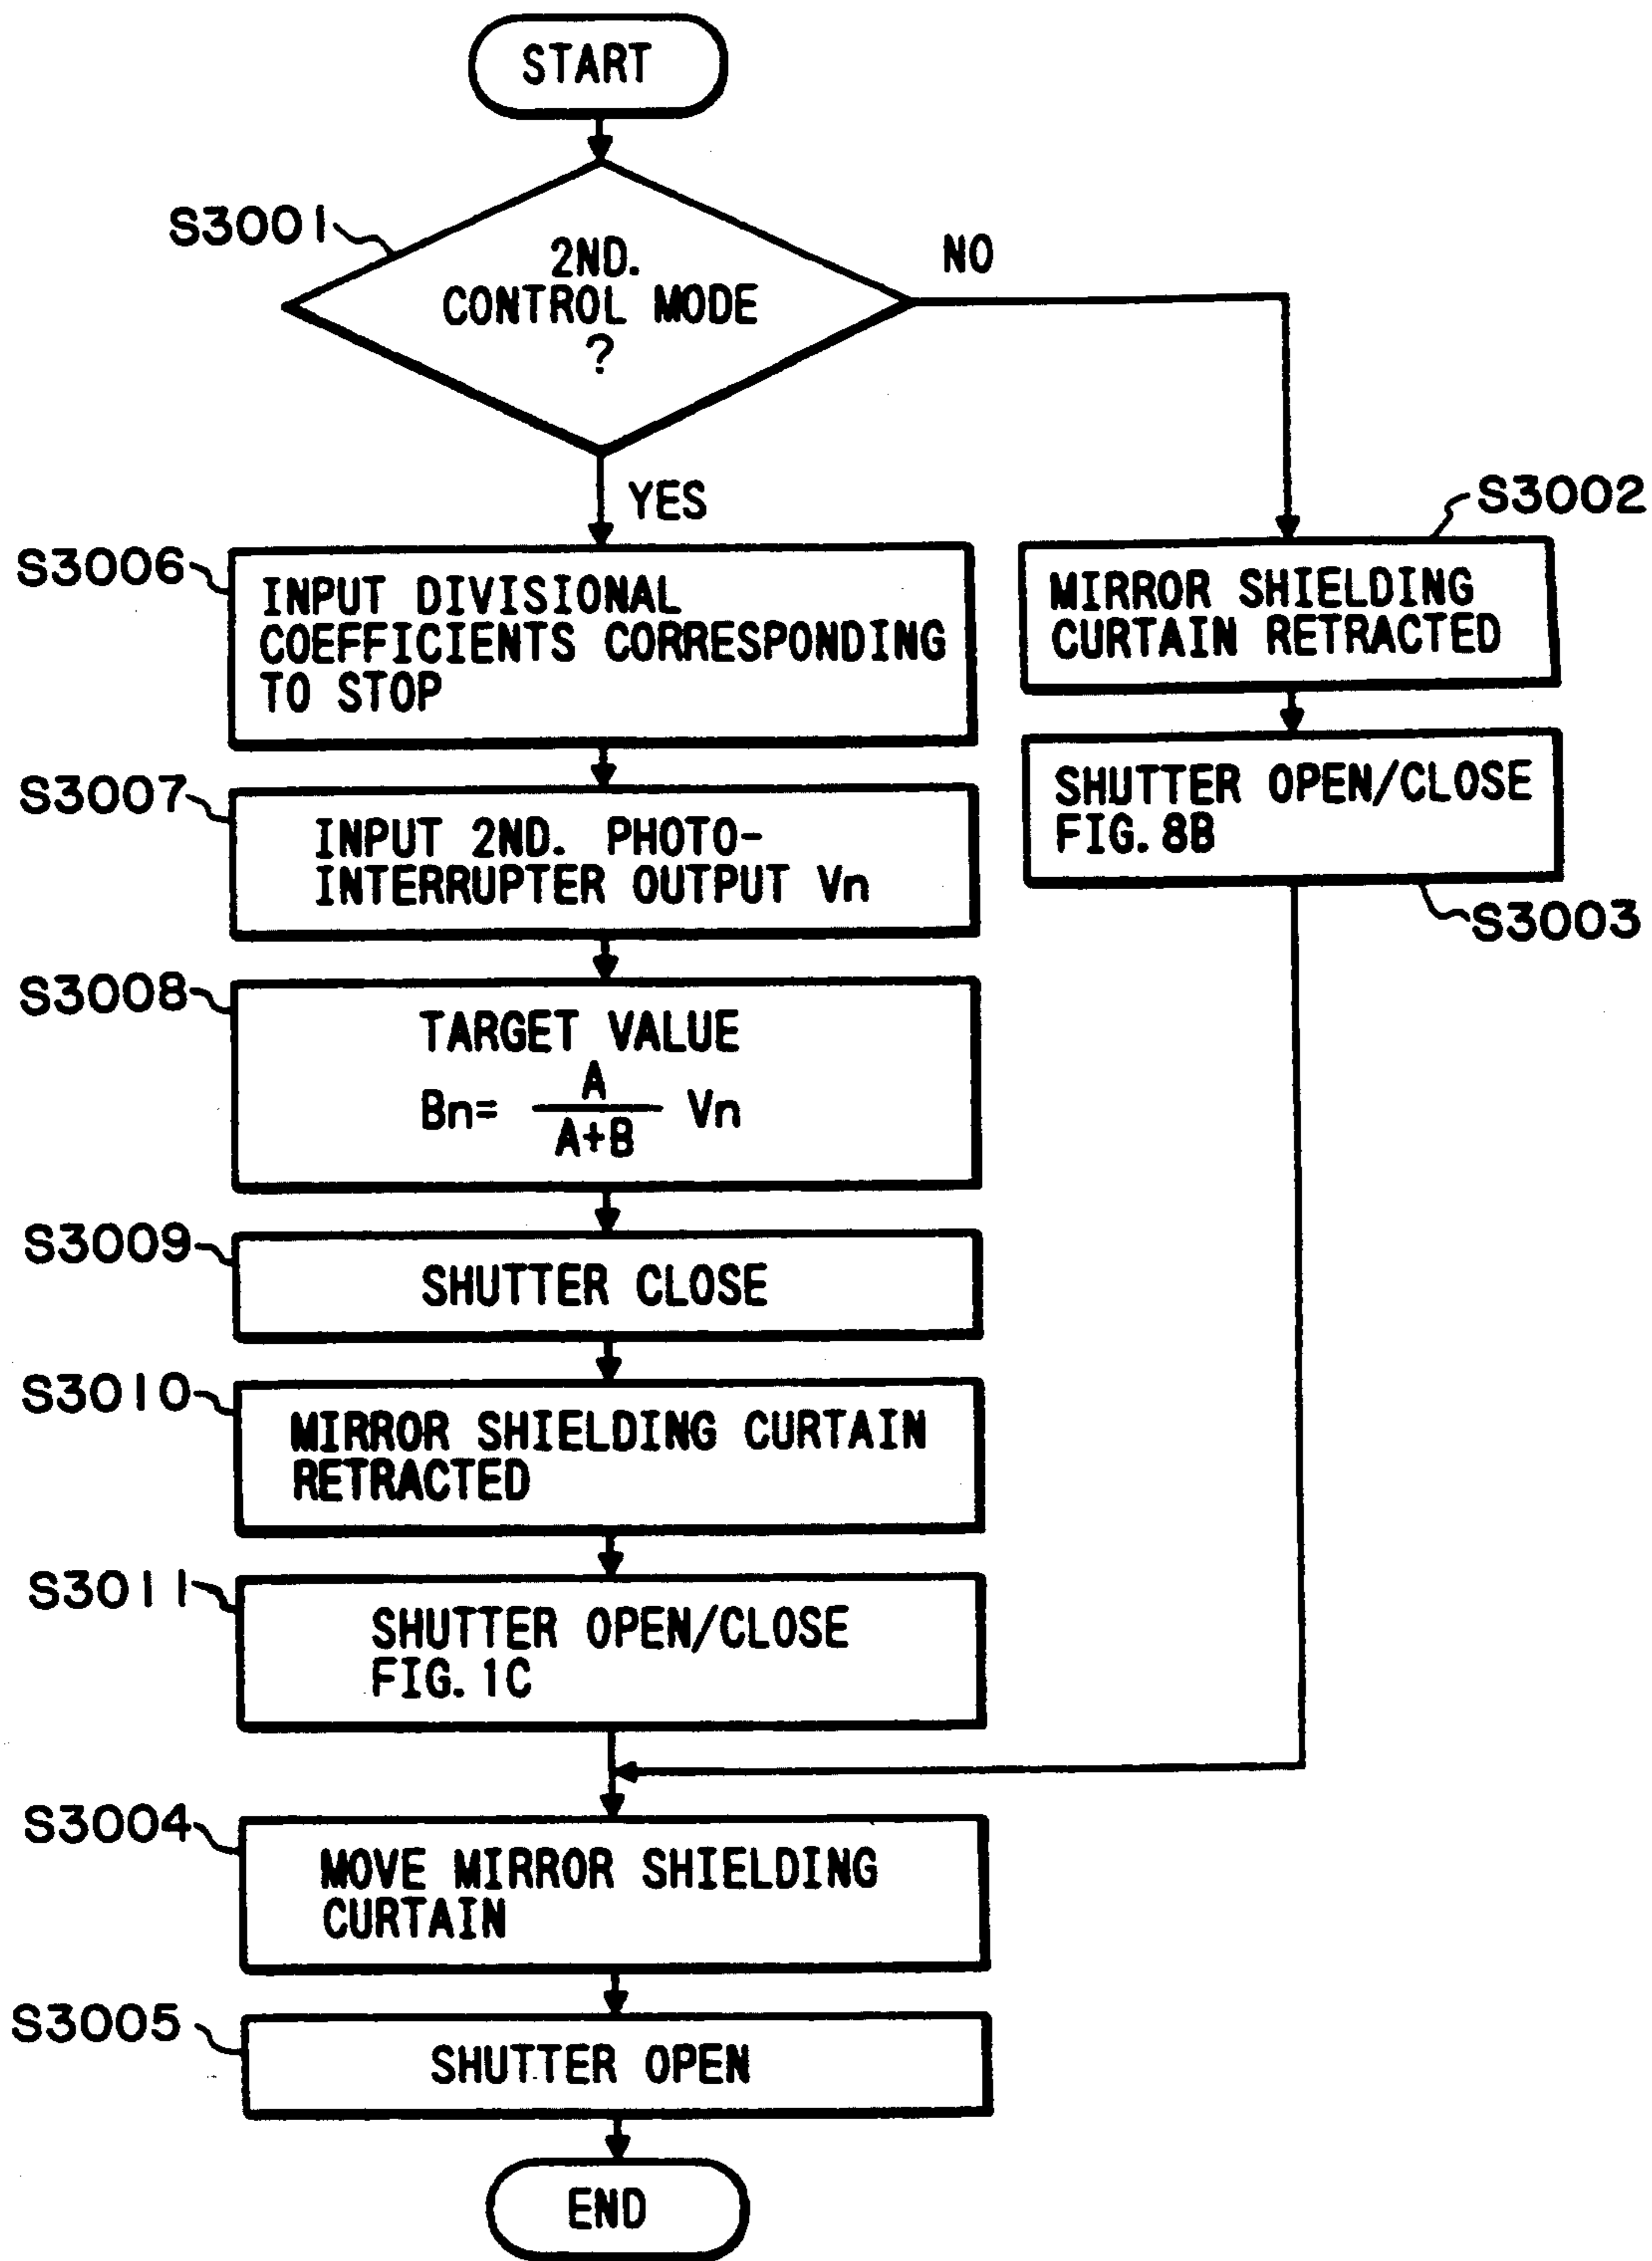 START
S3001
2ND.
CONTROL MODE
?
NO
YES
S3002
MIRROR SHIELDING
CURTAIN RETRACTED
SHUTTER OPEN/CLOSE
FIG. 8B
S3003
S3006
INPUT DIVISIONAL
COEFFICIENTS CORRESPONDING
TO STOP
S3007
INPUT 2ND. PHOTO-
INTERRUPTER OUTPUT Vn
S3008
TARGET VALUE
Bn= A/A+B Vn
S3009
SHUTTER CLOSE
S3010
MIRROR SHIELDING CURTAIN
RETRACTED
S3011
SHUTTER OPEN/CLOSE
FIG. 1C
S3004
MOVE MIRROR SHIELDING
CURTAIN
S3005
SHUTTER OPEN
END